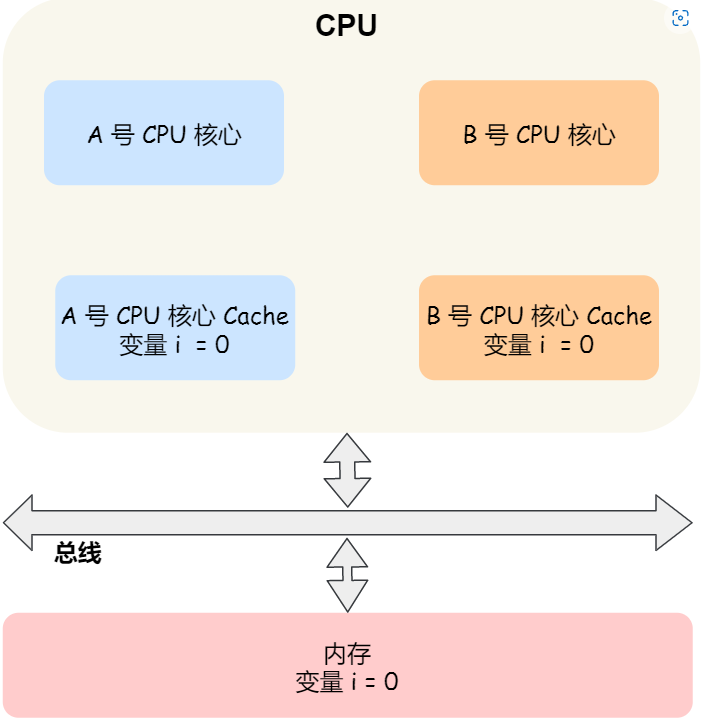 CPU
A 号 CPU 核心
B 号 CPU 核心
A 号 CPU 核心 Cache
变量 i = 0
B 号 CPU 核心 Cache
变量 i = 0
总线
内存
变量 i = 0